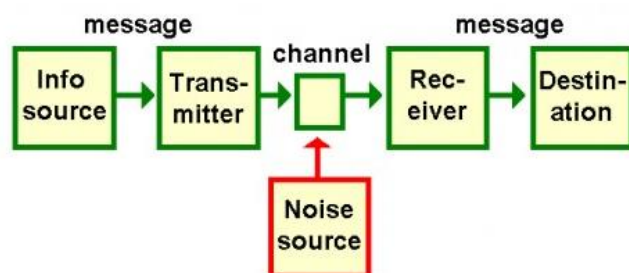 message
message
channel
Info
source
Trans-
mitter
Rec-
eiver
Destin-
ation
Noise
source